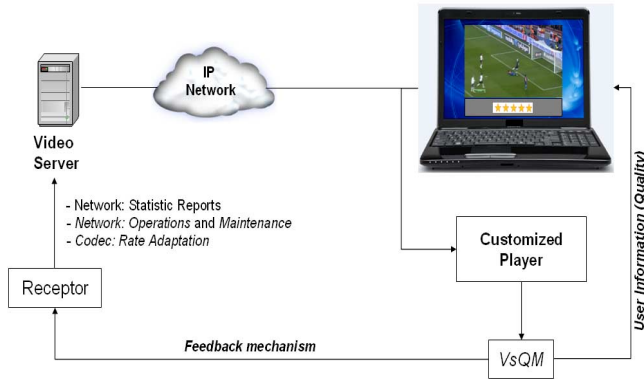 IP
Network
Video
Server
- Network: Statistic Reports
- Network: Operations and Maintenance
- Codec: Rate Adaptation
Customized
Player
Receptor
Feedback mechanism
VsQM
User Information (Quality)